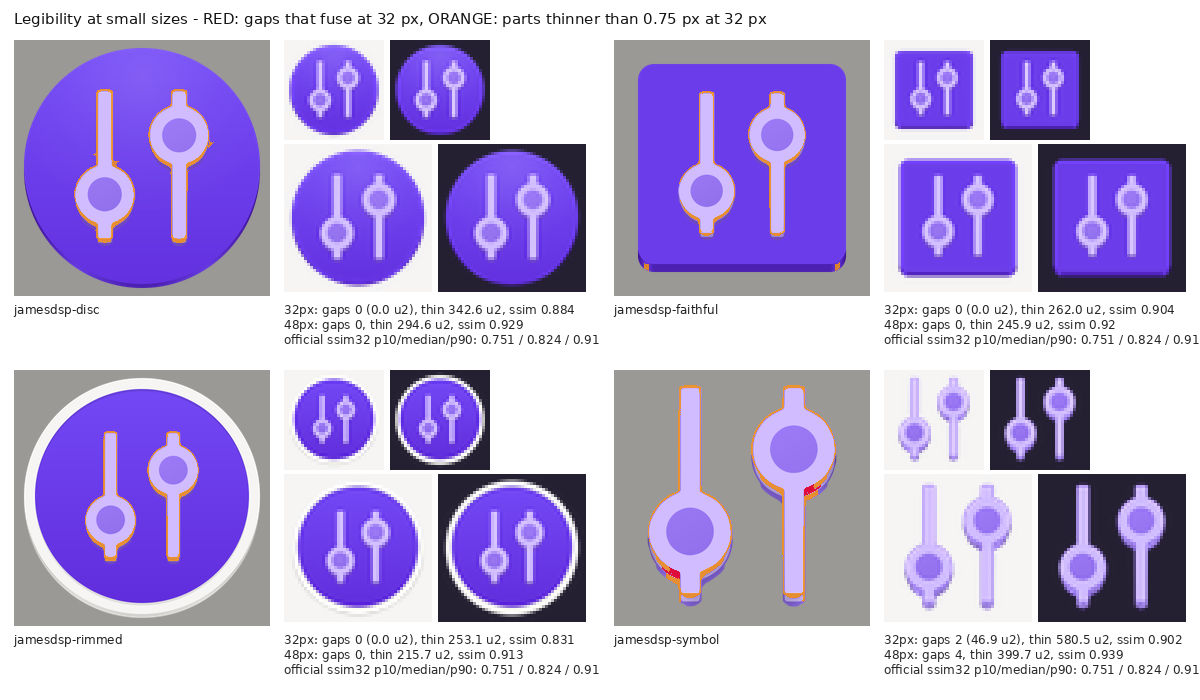 Legibility at small sizes - RED: gaps that fuse at 32 px, ORANGE: parts thinner than 0.75 px at 32 px
jamesdsp-disc
32px: gaps 0 (0.0 u2), thin 342.6 u2, ssim 0.884
48px: gaps 0, thin 294.6 u2, ssim 0.929
official ssim32 p10/median/p90: 0.751 / 0.824 / 0.91
jamesdsp-faithful
32px: gaps 0 (0.0 u2), thin 262.0 u2, ssim 0.904
48px: gaps 0, thin 245.9 u2, ssim 0.92
official ssim32 p10/median/p90: 0.751 / 0.824 / 0.91
jamesdsp-rimmed
32px: gaps 0 (0.0 u2), thin 253.1 u2, ssim 0.831
48px: gaps 0, thin 215.7 u2, ssim 0.913
official ssim32 p10/median/p90: 0.751 / 0.824 / 0.91
jamesdsp-symbol
32px: gaps 2 (46.9 u2), thin 580.5 u2, ssim 0.902
48px: gaps 4, thin 399.7 u2, ssim 0.939
official ssim32 p10/median/p90: 0.751 / 0.824 / 0.91